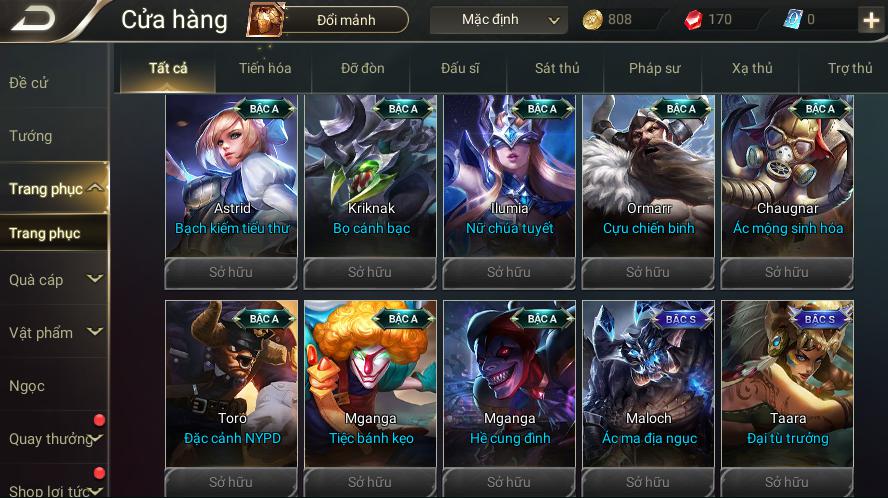 Cửa hàng
Đổi mảnh
Mặc định
808
170
0
Đề cử
Tướng
Trang phục
Trang phục
Quà cáp
Vật phẩm
Ngọc
Quay thưởng
Shop lợi tức
Tất cả
Tiến hóa
Đỡ đòn
Đấu sĩ
Sát thủ
Pháp sư
Xạ thủ
Trợ thủ
BẬC A
Astrid
Bạch kiếm tiểu thư
Sở hữu
BẬC A
Kriknak
Bọ cánh bạc
Sở hữu
BẬC A
Ilumia
Nữ chúa tuyết
Sở hữu
BẬC A
Ormarr
Cựu chiến binh
Sở hữu
BẬC A
Chaugnar
Ác mộng sinh hóa
Sở hữu
BẬC A
Toro
Đặc cảnh NYPD
Sở hữu
BẬC A
Mganga
Tiệc bánh kẹo
Sở hữu
BẬC A
Mganga
Hề cung đình
Sở hữu
BẬC S
Maloch
Ác ma địa ngục
Sở hữu
BẬC S
Taara
Đại tù trưởng
Sở hữu